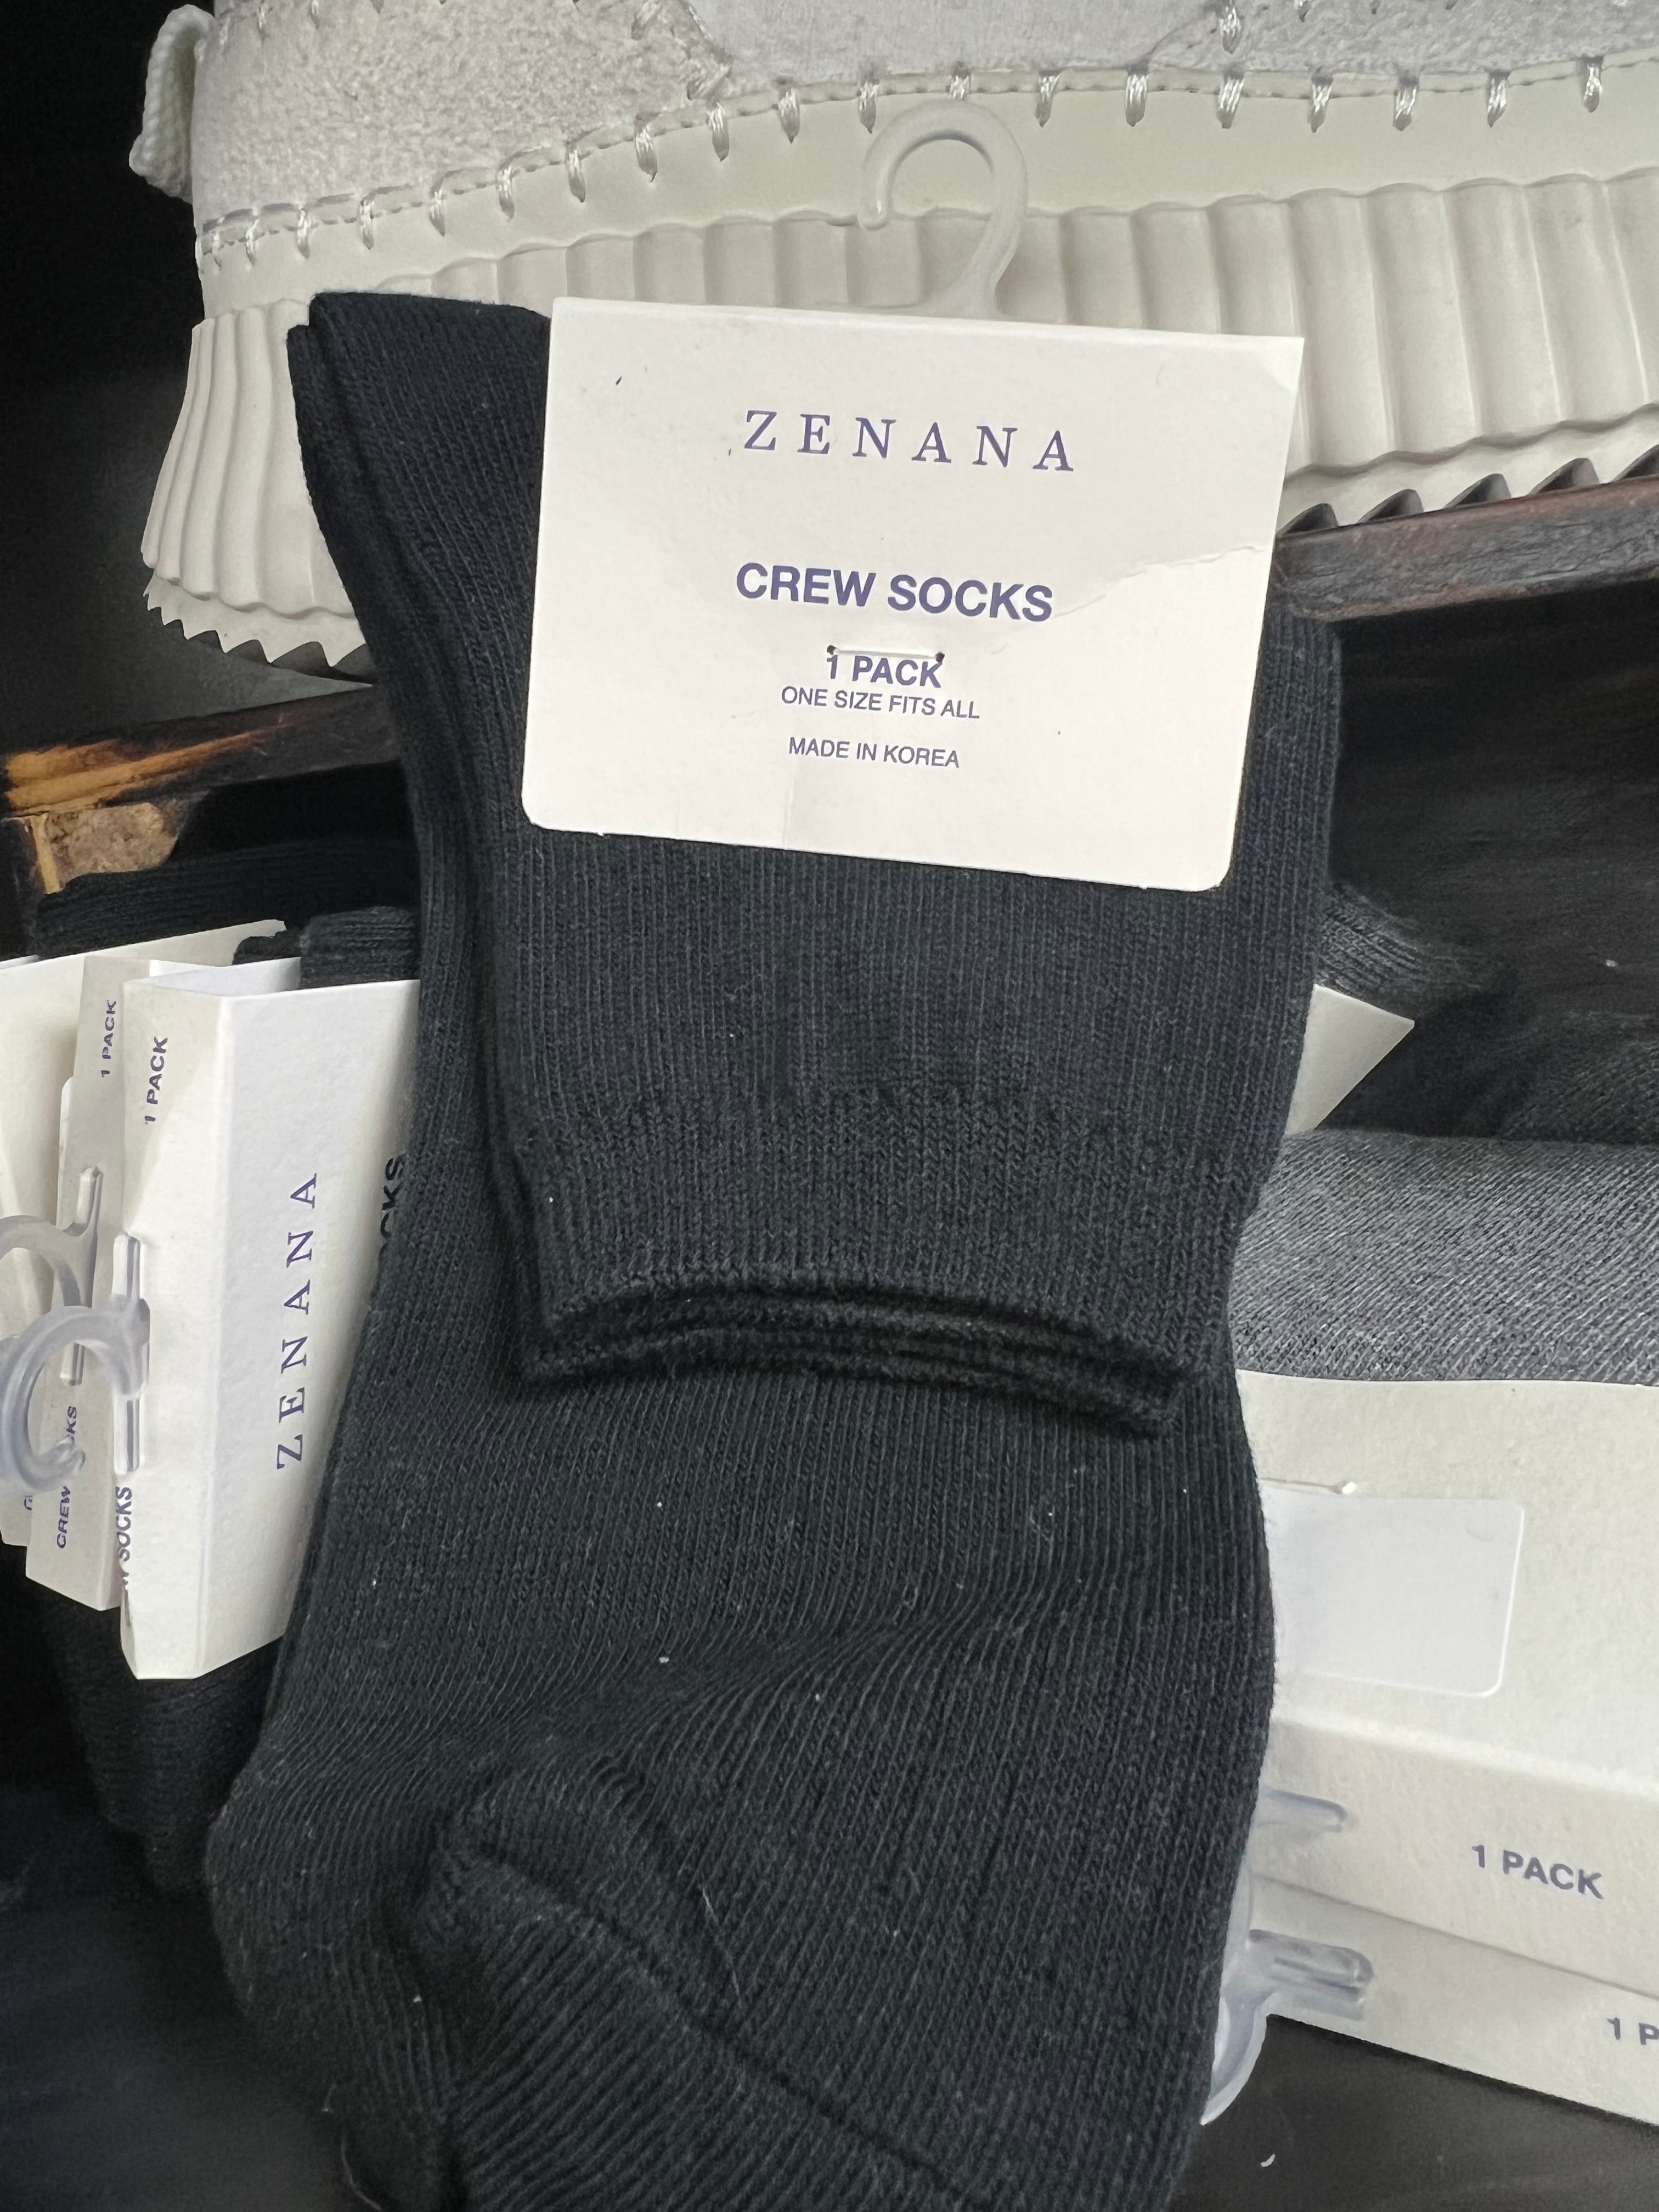 ZENANA
CREW SOCKS
1 PACK
ONE SIZE FITS ALL
MADE IN KOREA
1 PACK
1 PACK
ZENANA
CREW
SOCKS
1 PACK